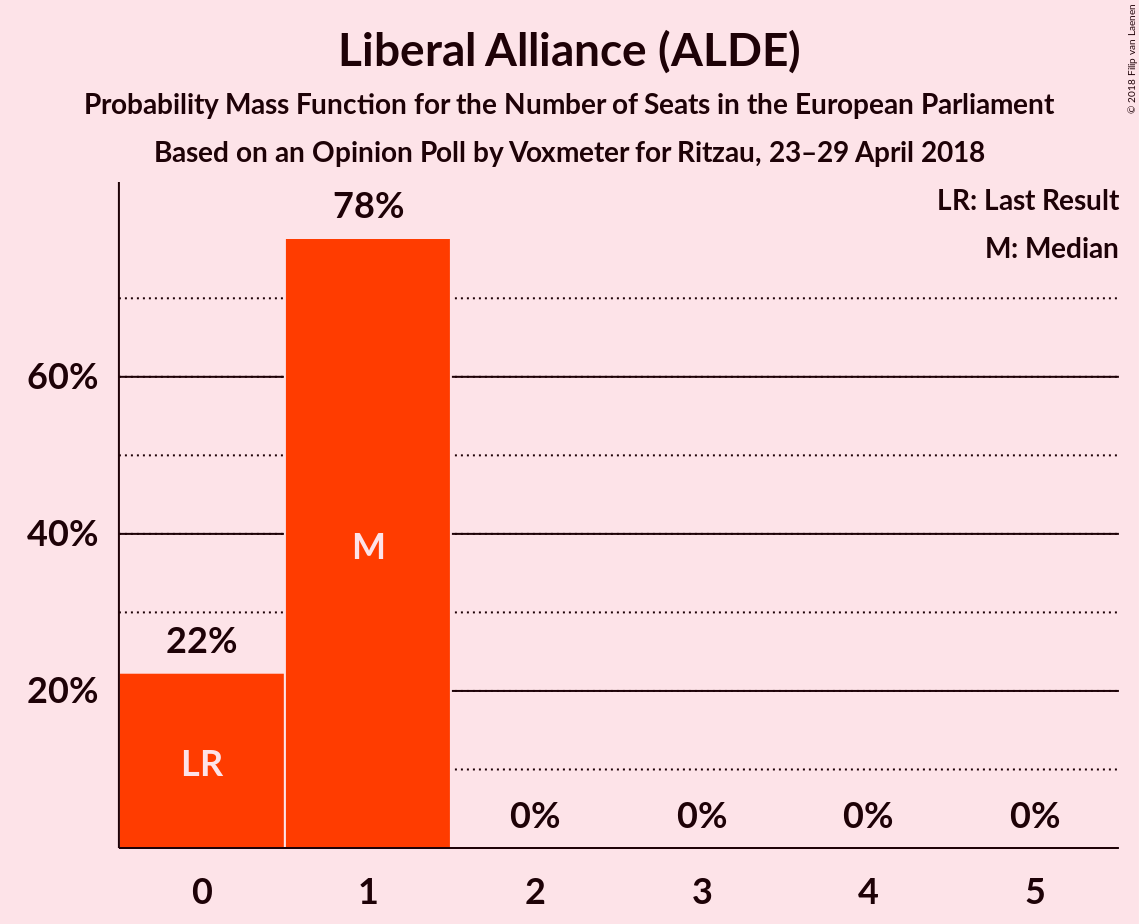 Liberal Alliance (ALDE)
Probability Mass Function for the Number of Seats in the European Parliament
Based on an Opinion Poll by Voxmeter for Ritzau, 23–29 April 2018
© 2018 Filip van Laenen
LR: Last Result
M: Median
78%
60%
40%
M
22%
20%
LR
0% 0% 0% 0%
0 1 2 3 4 5